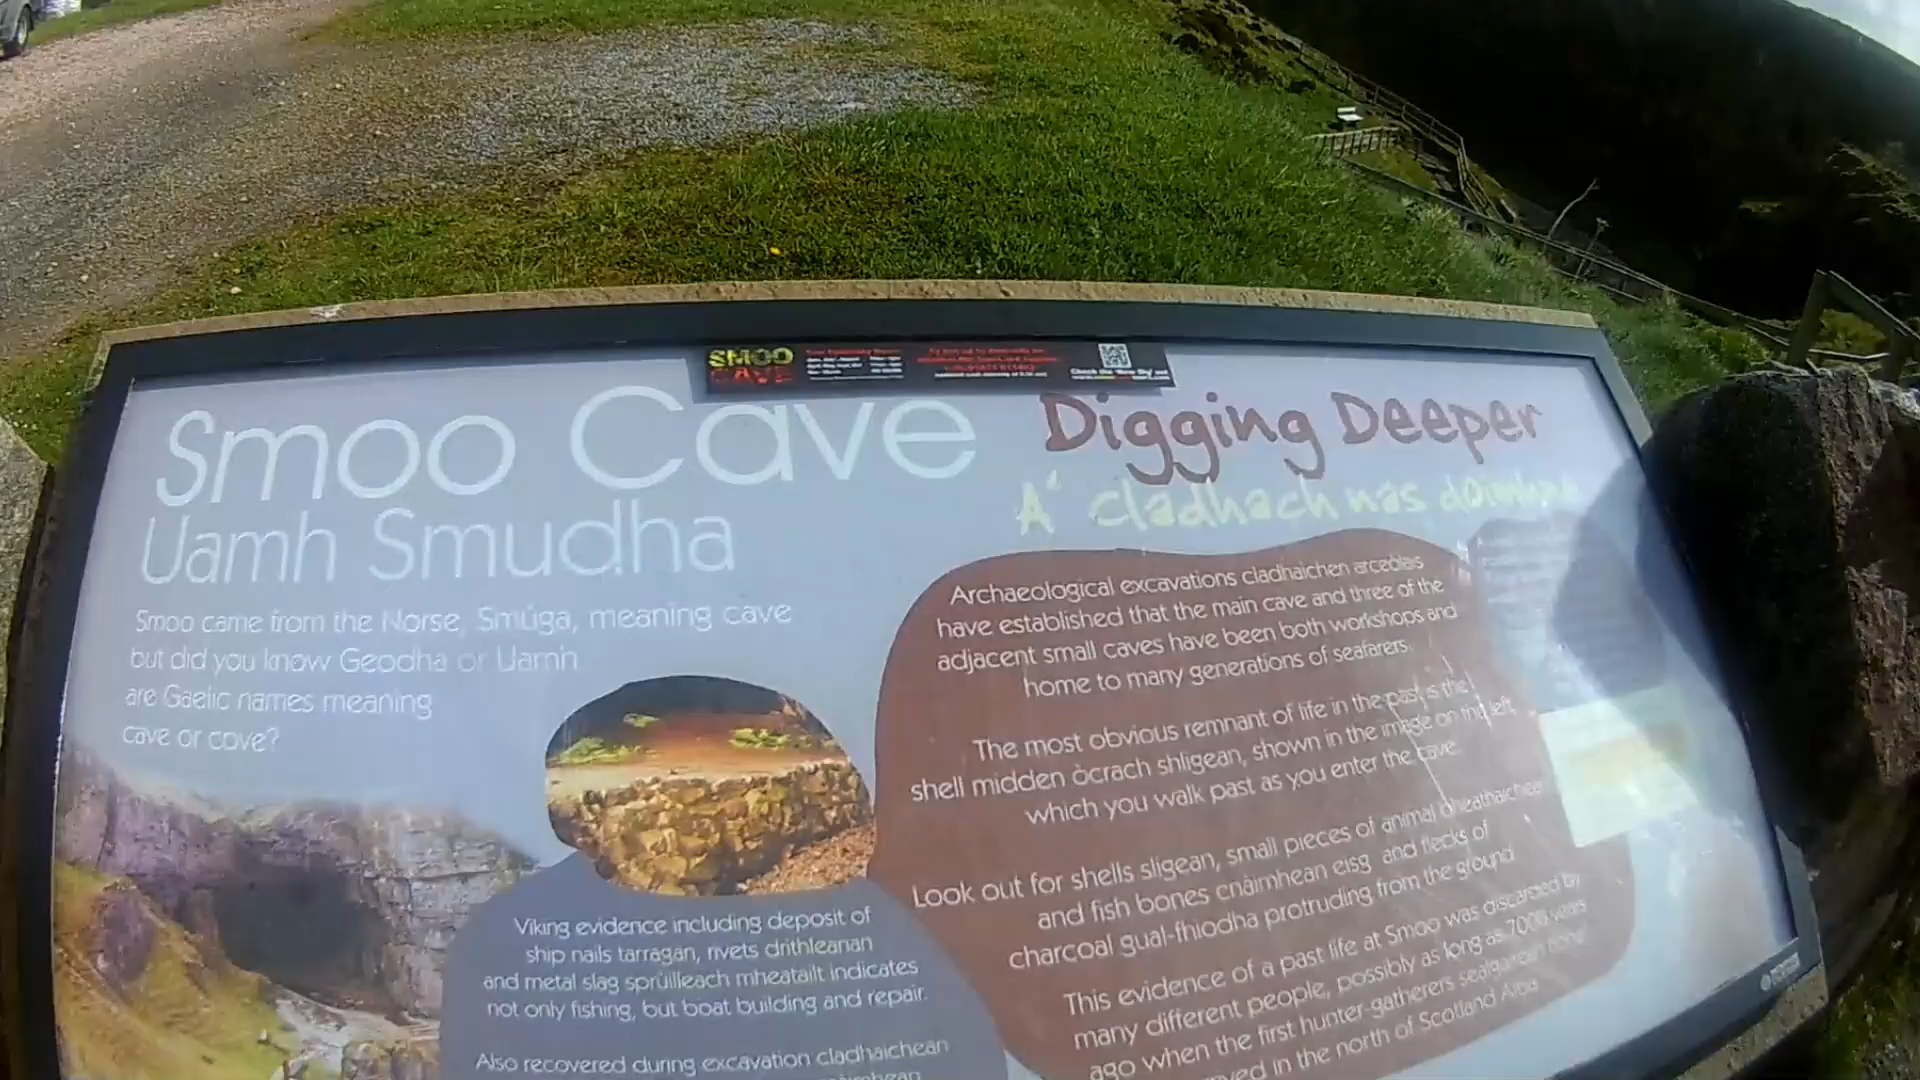 SMOO
CAVE
Smoo Cave
Uamh Smudha
Digging Deeper
A' cladhach nas doimhne
Smoo came from the Norse, Smúga, meaning cave
but did you know Geodha or Uamh
are Gaelic names meaning
cave or cove?
Viking evidence including deposit of
ship nails tarragan, rivets drithleanan
and metal slag sprùilleach mheatailt indicates
not only fishing, but boat building and repair.
Also recovered during excavation cladhaichean
Archaeological excavations cladhaichen arceòlais
have established that the main cave and three of the
adjacent small caves have been both workshops and
home to many generations of seafarers.
The most obvious remnant of life in the past is the
shell midden òcrach shligean, shown in the image on the left,
which you walk past as you enter the cave.
Look out for shells sligean, small pieces of animal bheathaichean
and fish bones cnàimhean eisg and flecks of
charcoal gual-fhiodha protruding from the ground
This evidence of a past life at Smoo was discarded by
many different people, possibly as long as 7000 years
ago when the first hunter-gatherers sealgairean
in the north of Scotland Alba